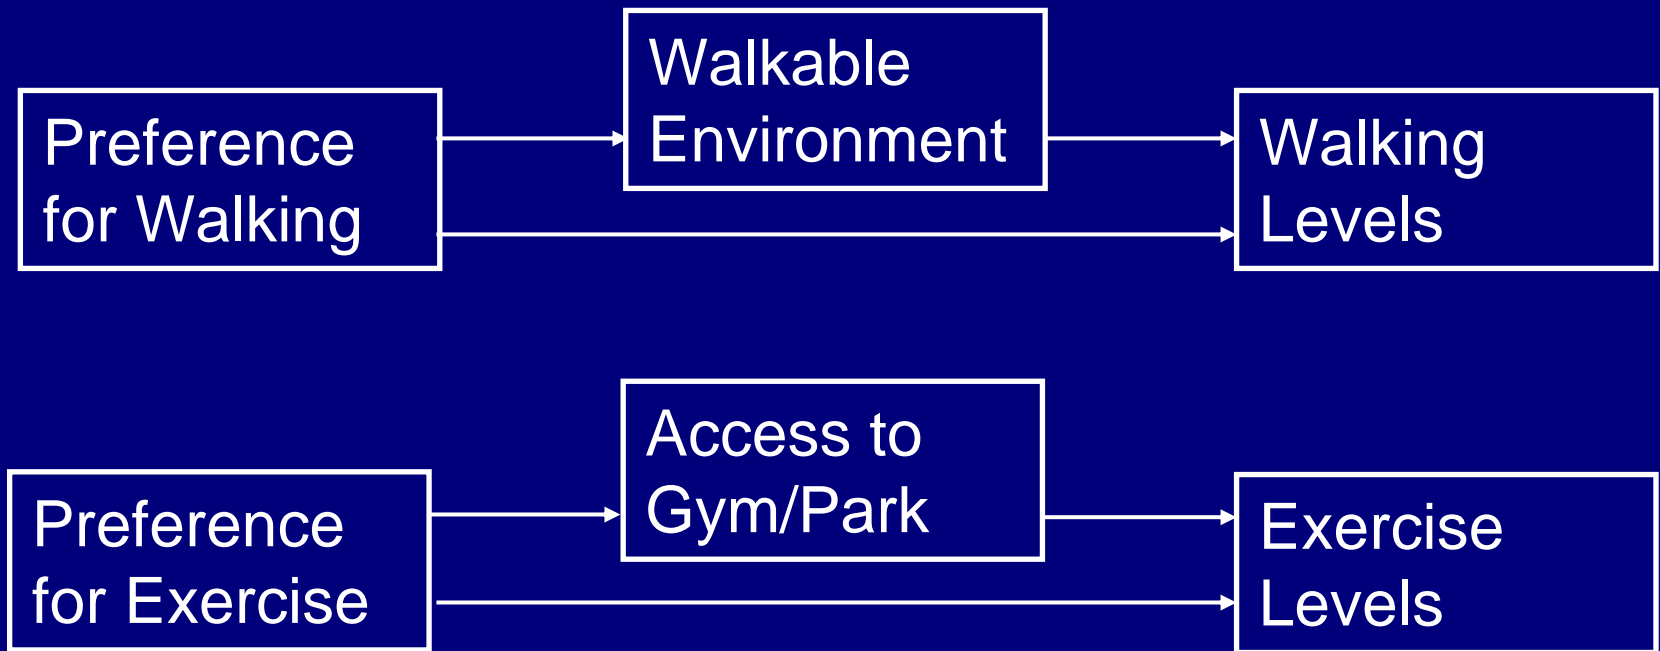 Walkable
Environment
Preference
for Walking
Walking
Levels
Access to
Gym/Park
Preference
for Exercise
Exercise
Levels